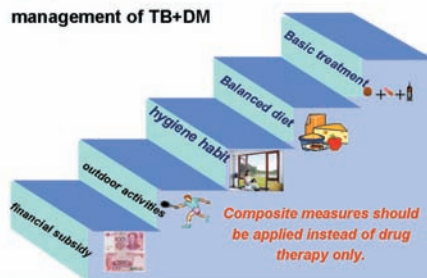 management of TB+DM
Basic treatment
Balanced diet
hygiene habit
outdoor activities
financial subsidy
Composite measures should
be applied instead of drug
therapy only.